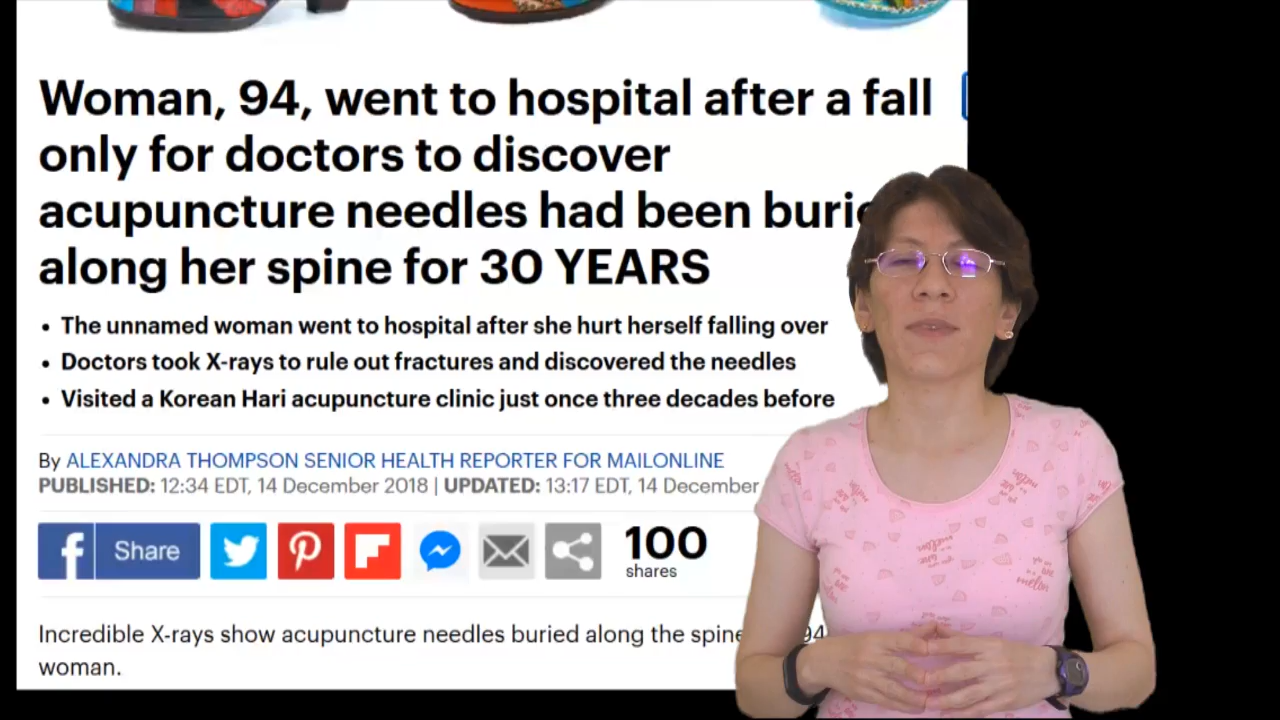 Woman, 94, went to hospital after a fall
only for doctors to discover
acupuncture needles had been
along her spine for 30 YEARS
• The unnamed woman went to hospital after she hurt herself falling over
• Doctors took X-rays to rule out fractures and discovered the needles
• Visited a Korean Hari acupuncture clinic just once three decades before
By ALEXANDRA THOMPSON SENIOR HEALTH REPORTER FOR MAILONLINE
PUBLISHED: 12:34 EDT, 14 December 2018 | UPDATED: 13:17 EDT, 14 December
f Share
100
shares
Incredible X-rays show acupuncture needles buried along the spine 94
woman.
melon
melon